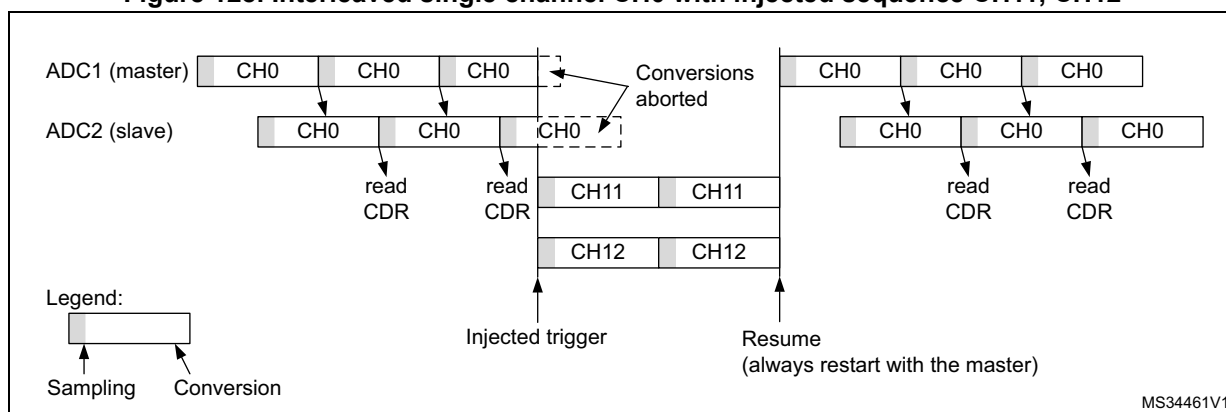 Figure 128. Interleaved single channel CH0 with injected sequence CH11, CH12
ADC1 (master)
CH0
CH0
CH0
Conversions
aborted
CH0
CH0
CH0
ADC2 (slave)
CH0
CH0
CH0
CH0
CH0
CH0
read
CDR
read
CDR
read
CDR
read
CDR
CH11
CH11
CH12
CH12
Legend:
Sampling
Conversion
Injected trigger
Resume
(always restart with the master)
MS34461V1